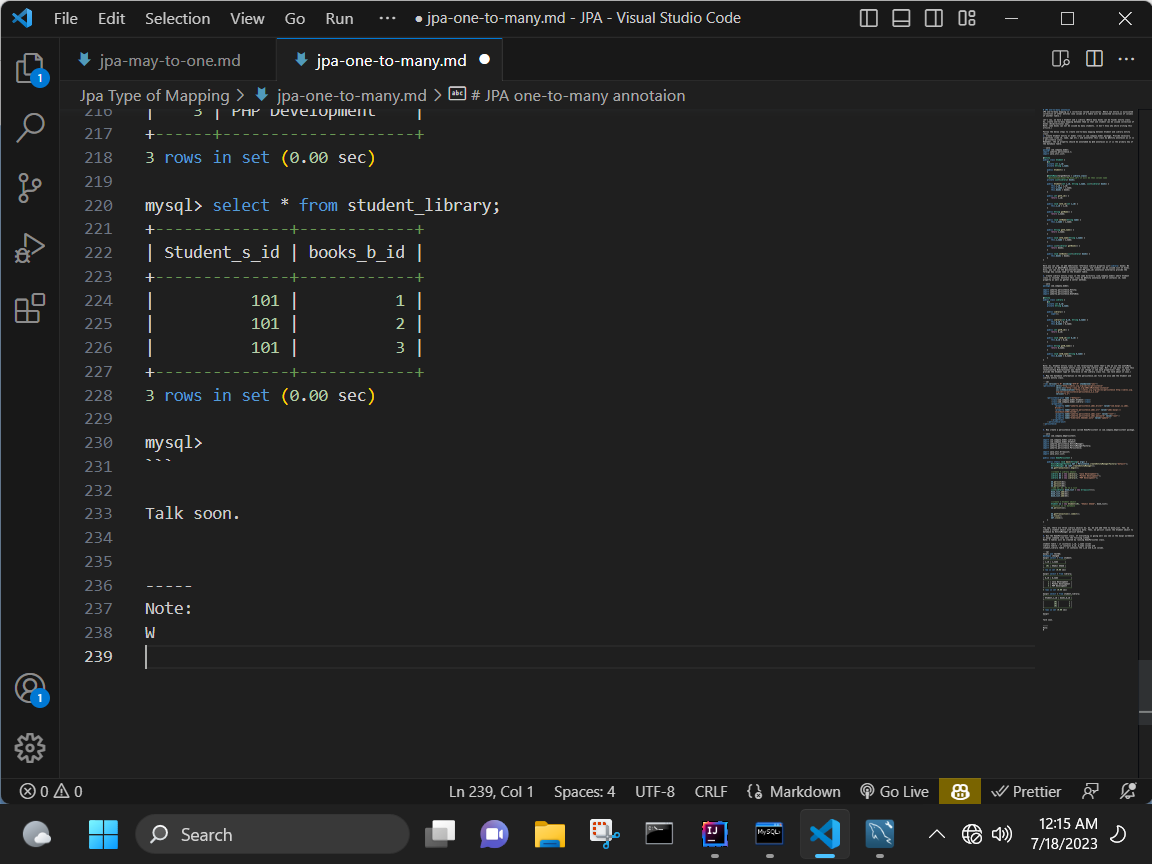 File Edit Selection View Go Run ··· ● jpa-one-to-many.md - JPA - Visual Studio Code
jpa-may-to-one.md jpa-one-to-many.md ●
Jpa Type of Mapping > jpa-one-to-many.md > abc # JPA one-to-many annotaion
1
216 | 3 | PHP Development |
217 +------+---------------------+
218 3 rows in set (0.00 sec)
219
220 mysql> select * from student_library;
221 +--------------+------------+
222 | Student_s_id | books_b_id |
223 +--------------+------------+
224 | 101 | 1 |
225 | 101 | 2 |
226 | 101 | 3 |
227 +--------------+------------+
228 3 rows in set (0.00 sec)
229
230 mysql>
231 ```
232
233 Talk soon.
234
235
236 -----
237 Note:
238 W
239
1
0 0 Ln 239, Col 1 Spaces: 4 UTF-8 CRLF Markdown Go Live Prettier
Search IJ MySQL 12:15 AM
7/18/2023